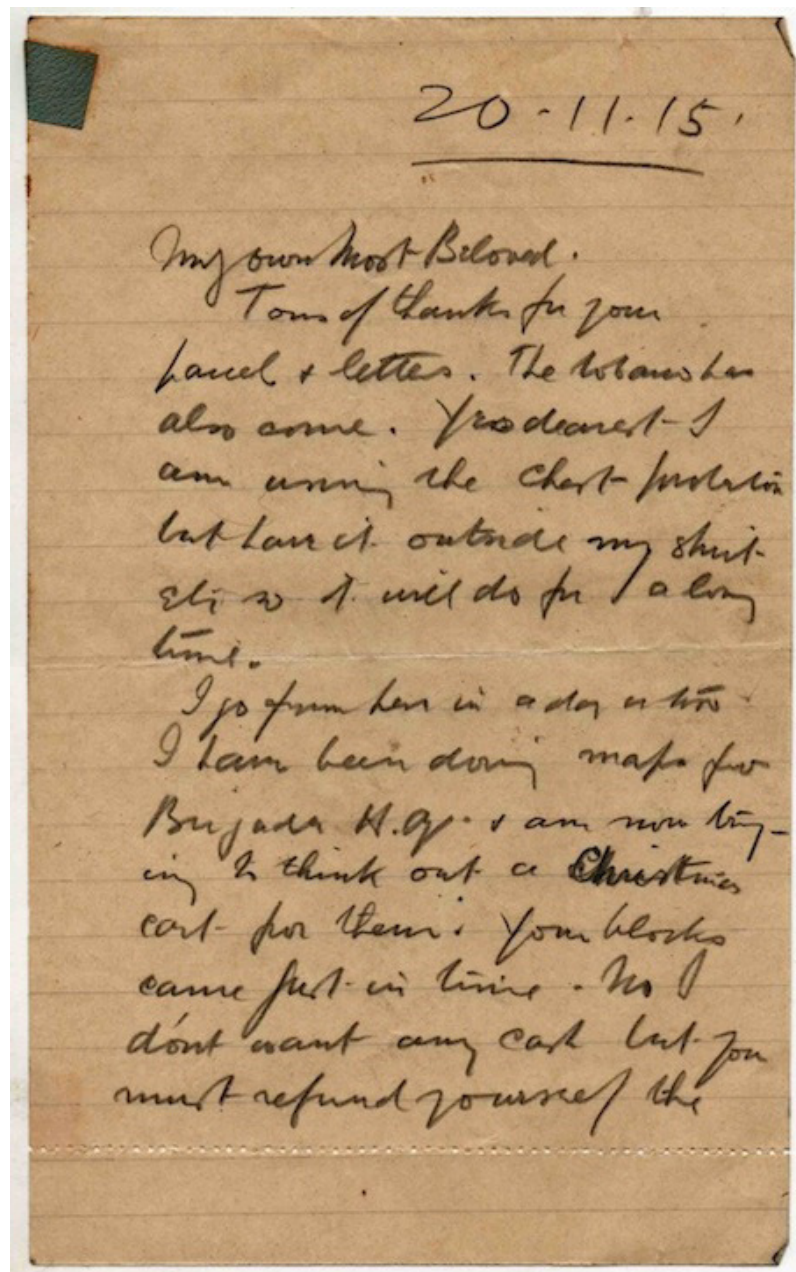 20-11-15.
My own Most Beloved.
Tons of thanks for your
parcel & letter. The tobacco has
also come. Yes dearest I
am using the chest protector
but have it outside my shirt
etc so it will do for a long
time.
I go from here in a day or two
I have been doing maps for
Brigade H.Q. & am now try-
ing to think out a Christmas
card for them. Your blocks
came just in time. No I
dont want any cash but you
must refund yourself the